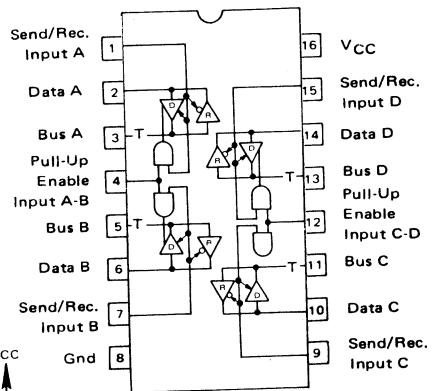 Send/Rec.
Input A
1
Data A
2
Bus A
3
T
Pull-Up
Enable
Input A-B
4
Bus B
5
T
Data B
6
Send/Rec.
Input B
7
Gnd
8
CC
D
R
D
R
16
VCC
15
Send/Rec.
Input D
14
Data D
R
D
T
13
Bus D
Pull-Up
Enable
Input C-D
12
T
11
Bus C
R
D
10
Data C
9
Send/Rec.
Input C